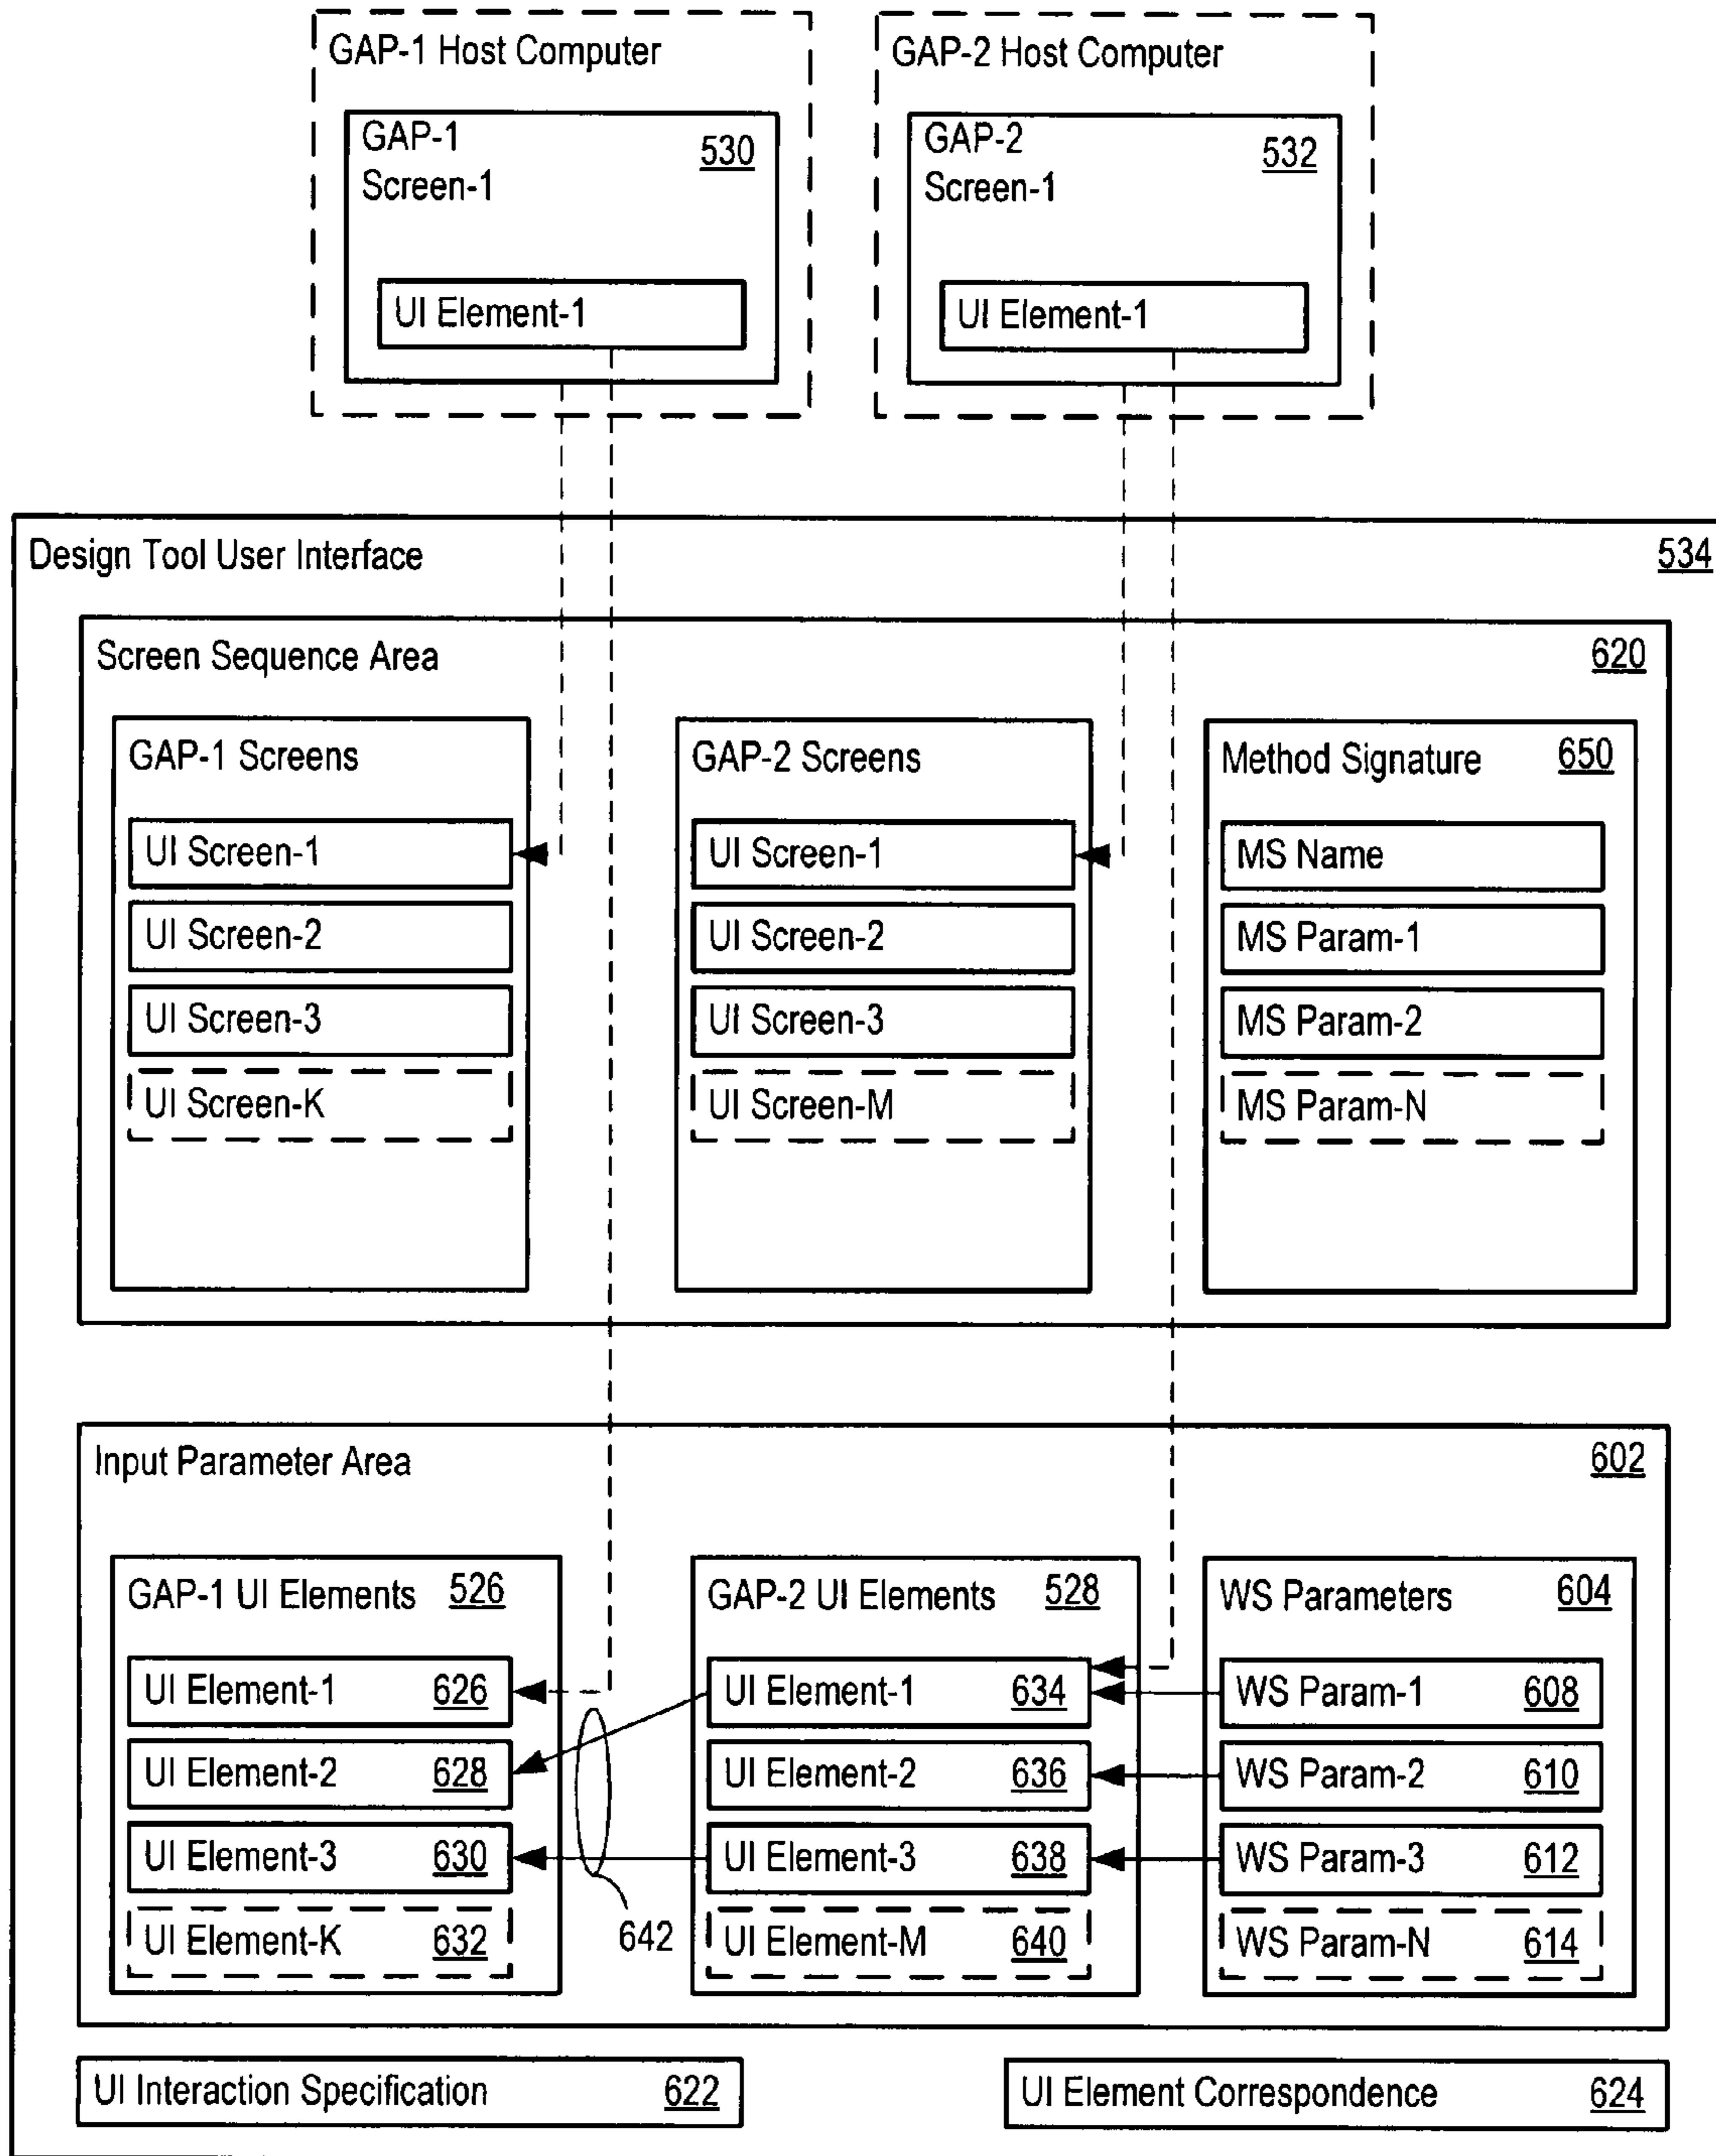 GAP-1 Host Computer
GAP-1
Screen-1
530
UI Element-1
GAP-2 Host Computer
GAP-2
Screen-1
532
UI Element-1
Design Tool User Interface 534
Screen Sequence Area 620
GAP-1 Screens
UI Screen-1
UI Screen-2
UI Screen-3
UI Screen-K
GAP-2 Screens
UI Screen-1
UI Screen-2
UI Screen-3
UI Screen-M
Method Signature 650
MS Name
MS Param-1
MS Param-2
MS Param-N
Input Parameter Area 602
GAP-1 UI Elements 526
UI Element-1 626
UI Element-2 628
UI Element-3 630
UI Element-K 632
642
GAP-2 UI Elements 528
UI Element-1 634
UI Element-2 636
UI Element-3 638
UI Element-M 640
WS Parameters 604
WS Param-1 608
WS Param-2 610
WS Param-3 612
WS Param-N 614
UI Interaction Specification 622
UI Element Correspondence 624